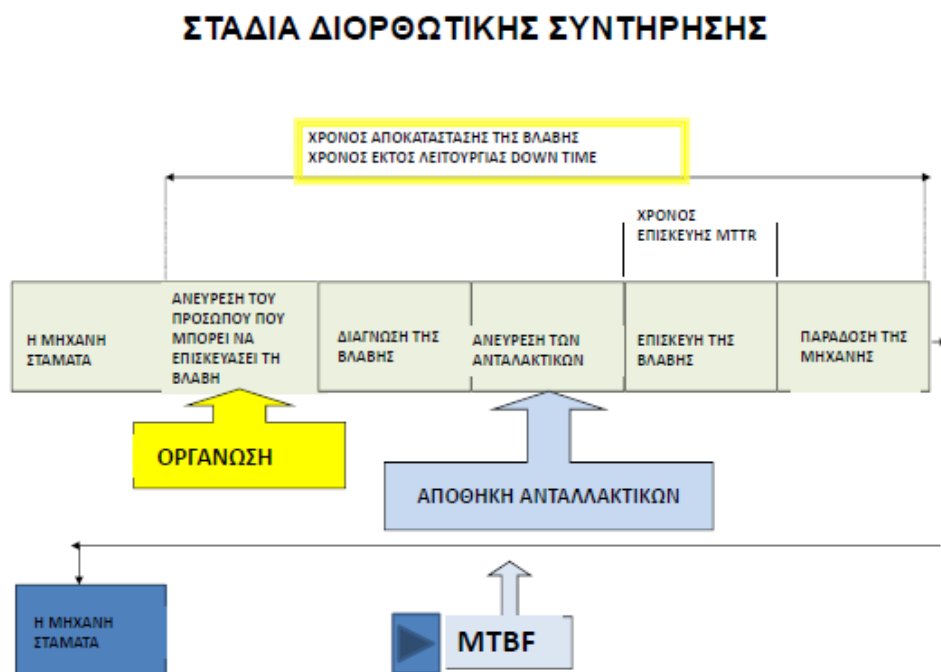 ΣΤΑΔΙΑ ΔΙΟΡΘΩΤΙΚΗΣ ΣΥΝΤΗΡΗΣΗΣ
ΧΡΟΝΟΣ ΑΠΟΚΑΤΑΣΤΑΣΗΣ ΤΗΣ ΒΛΑΒΗΣ
ΧΡΟΝΟΣ ΕΚΤΟΣ ΛΕΙΤΟΥΡΓΙΑΣ DOWN TIME
ΧΡΟΝΟΣ
ΕΠΙΣΚΕΥΗΣ MTTR
Η ΜΗΧΑΝΗ
ΣΤΑΜΑΤΑ
ΑΝΕΥΡΕΣΗ ΤΟΥ
ΠΡΟΣΩΠΟΥ ΠΟΥ
ΜΠΟΡΕΙ ΝΑ
ΕΠΙΣΚΕΥΑΣΕΙ ΤΗ
ΒΛΑΒΗ
ΔΙΑΓΝΩΣΗ ΤΗΣ
ΒΛΑΒΗΣ
ΑΝΕΥΡΕΣΗ ΤΩΝ
ΑΝΤΑΛΑΚΤΙΚΩΝ
ΕΠΙΣΚΕΥΗ ΤΗΣ
ΒΛΑΒΗΣ
ΠΑΡΑΔΟΣΗ ΤΗΣ
ΜΗΧΑΝΗΣ
ΟΡΓΑΝΩΣΗ
ΑΠΟΘΗΚΗ ΑΝΤΑΛΛΑΚΤΙΚΩΝ
Η ΜΗΧΑΝΗ
ΣΤΑΜΑΤΑ
MTBF